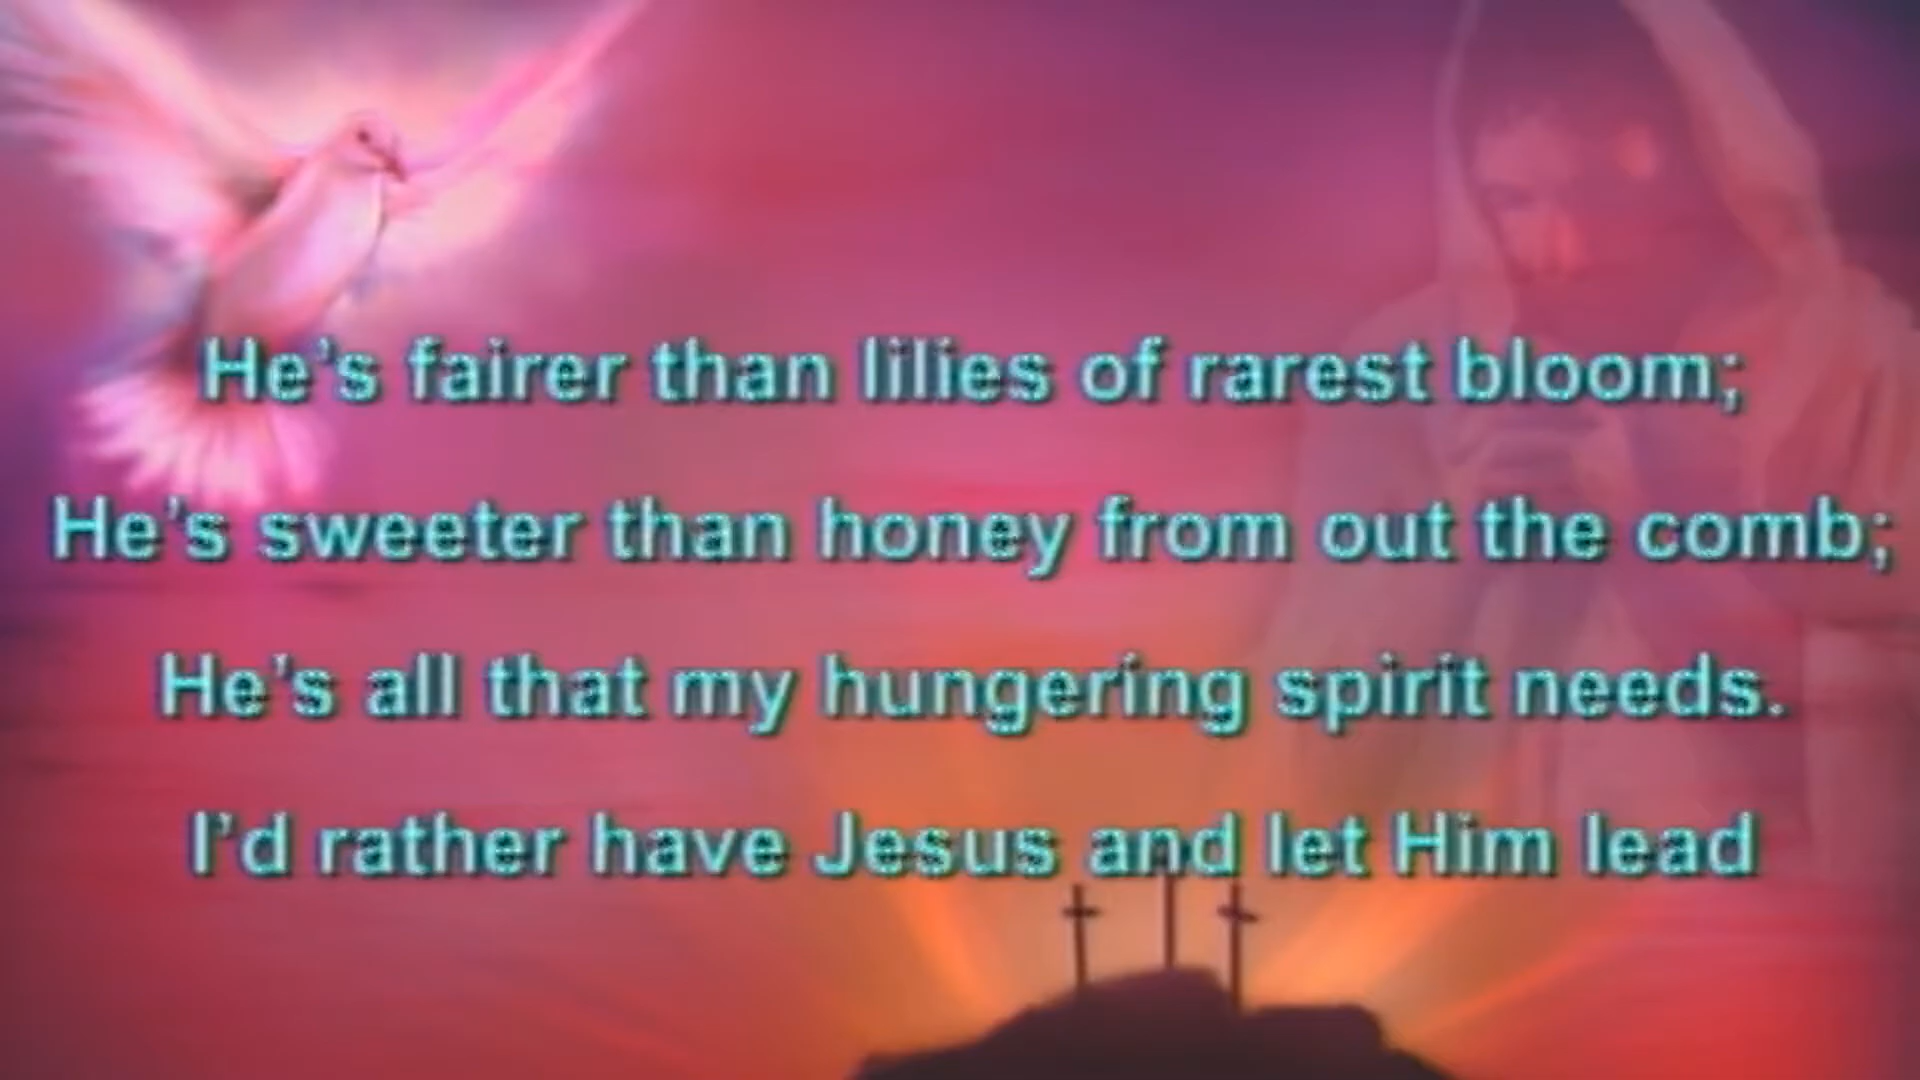 He's fairer than lilies of rarest bloom;
He's sweeter than honey from out the comb;
He's all that my hungering spirit needs.
I'd rather have Jesus and let Him lead